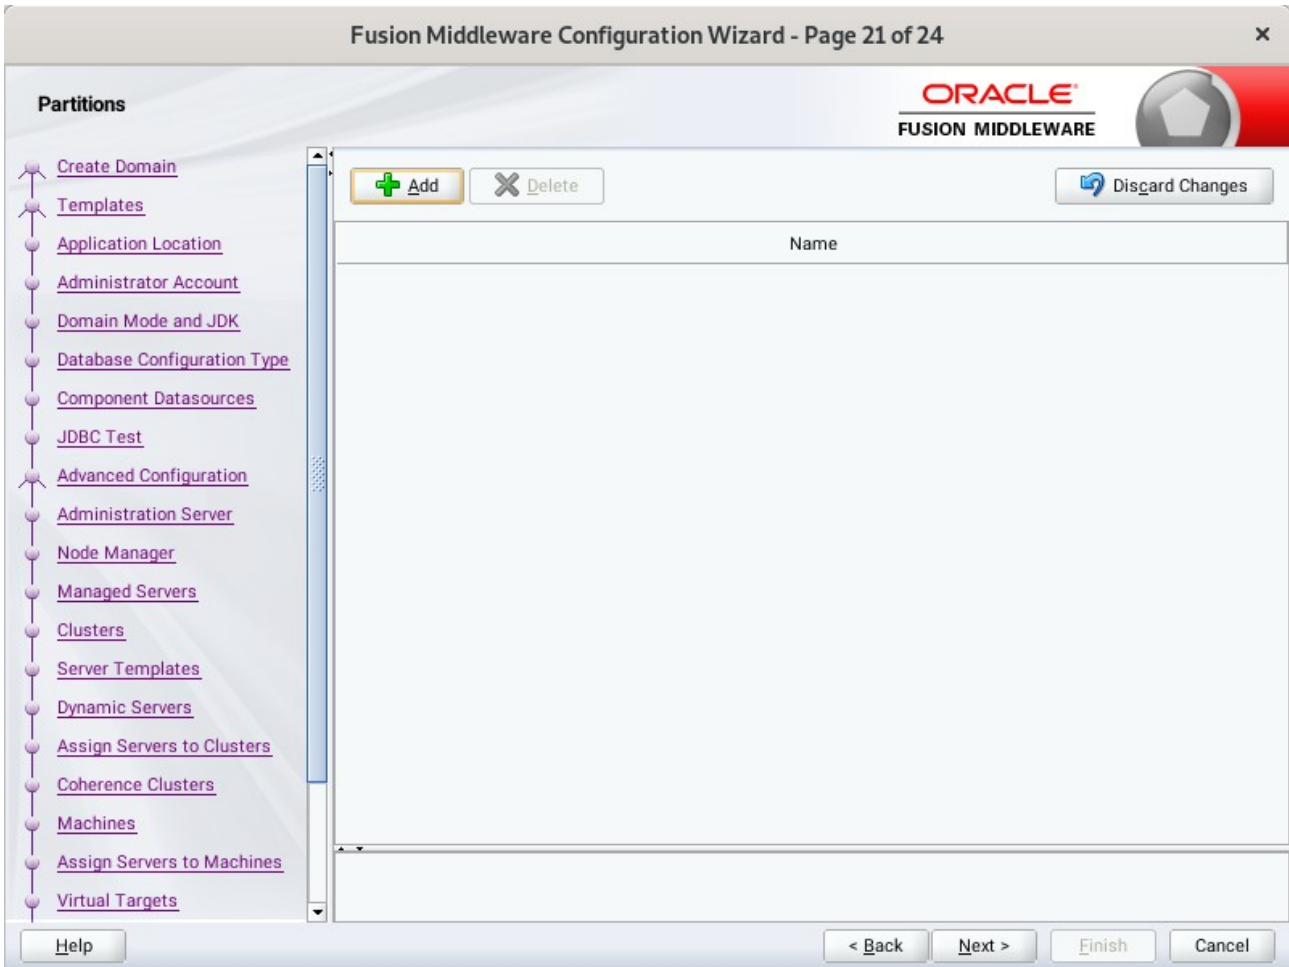 Fusion Middleware Configuration Wizard - Page 21 of 24
Partitions
ORACLE
FUSION MIDDLEWARE
Create Domain
Templates
Application Location
Administrator Account
Domain Mode and JDK
Database Configuration Type
Component Datasources
JDBC Test
Advanced Configuration
Administration Server
Node Manager
Managed Servers
Clusters
Server Templates
Dynamic Servers
Assign Servers to Clusters
Coherence Clusters
Machines
Assign Servers to Machines
Virtual Targets
Add Delete Discard Changes
Name
Help < Back Next > Finish Cancel